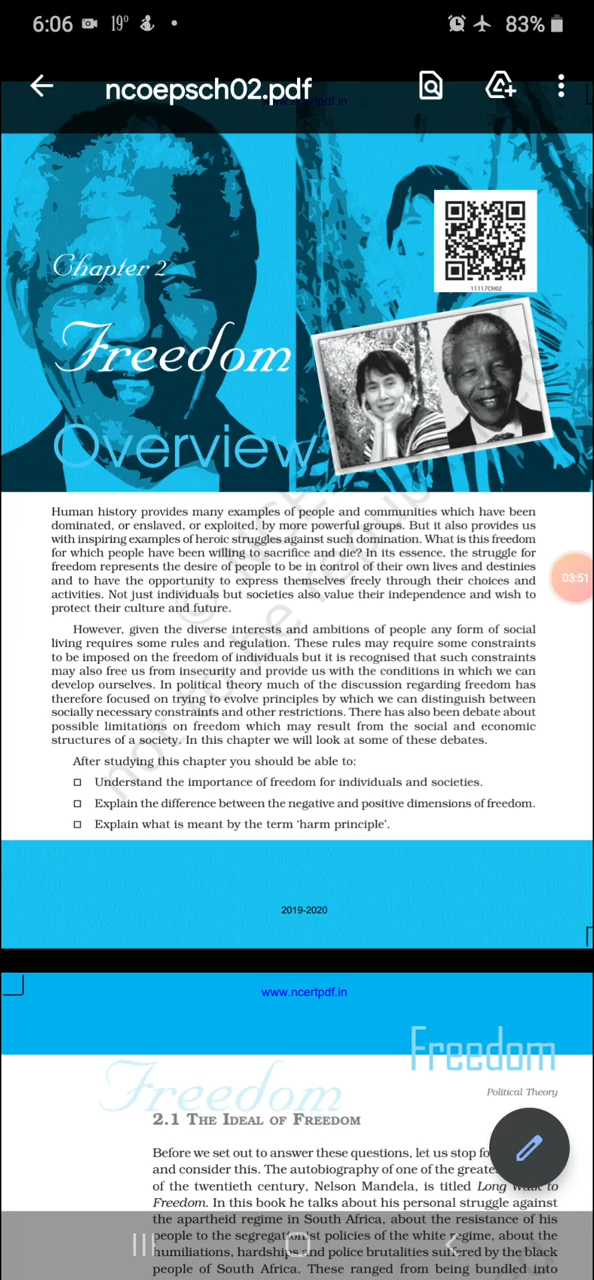 6:06 19° 83%
ncoepsch02.pdf
Chapter 2
Freedom
Overview
11117CH02
Human history provides many examples of people and communities which have been
dominated, or enslaved, or exploited, by more powerful groups. But it also provides us
with inspiring examples of heroic struggles against such domination. What is this freedom
for which people have been willing to sacrifice and die? In its essence, the struggle for
freedom represents the desire of people to be in control of their own lives and destinies
and to have the opportunity to express themselves freely through their choices and
activities. Not just individuals but societies also value their independence and wish to
protect their culture and future.
03:51
However, given the diverse interests and ambitions of people any form of social
living requires some rules and regulation. These rules may require some constraints
to be imposed on the freedom of individuals but it is recognised that such constraints
may also free us from insecurity and provide us with the conditions in which we can
develop ourselves. In political theory much of the discussion regarding freedom has
therefore focused on trying to evolve principles by which we can distinguish between
socially necessary constraints and other restrictions. There has also been debate about
possible limitations on freedom which may result from the social and economic
structures of a society. In this chapter we will look at some of these debates.
After studying this chapter you should be able to:
Understand the importance of freedom for individuals and societies.
Explain the difference between the negative and positive dimensions of freedom.
Explain what is meant by the term ‘harm principle’.
2019-2020
www.ncertpdf.in
Freedom
Freedom
Political Theory
2.1 THE IDEAL OF FREEDOM
Before we set out to answer these questions, let us stop
and consider this. The autobiography of one of the
of the twentieth century, Nelson Mandela, is titled Long Walk to
Freedom. In this book he talks about his personal struggle against
the apartheid regime in South Africa, about the resistance of his
people to the segregationist policies of the white regime, about the
humiliations, hardships and police brutalities suffered by the black
people of South Africa. These ranged from being bundled into